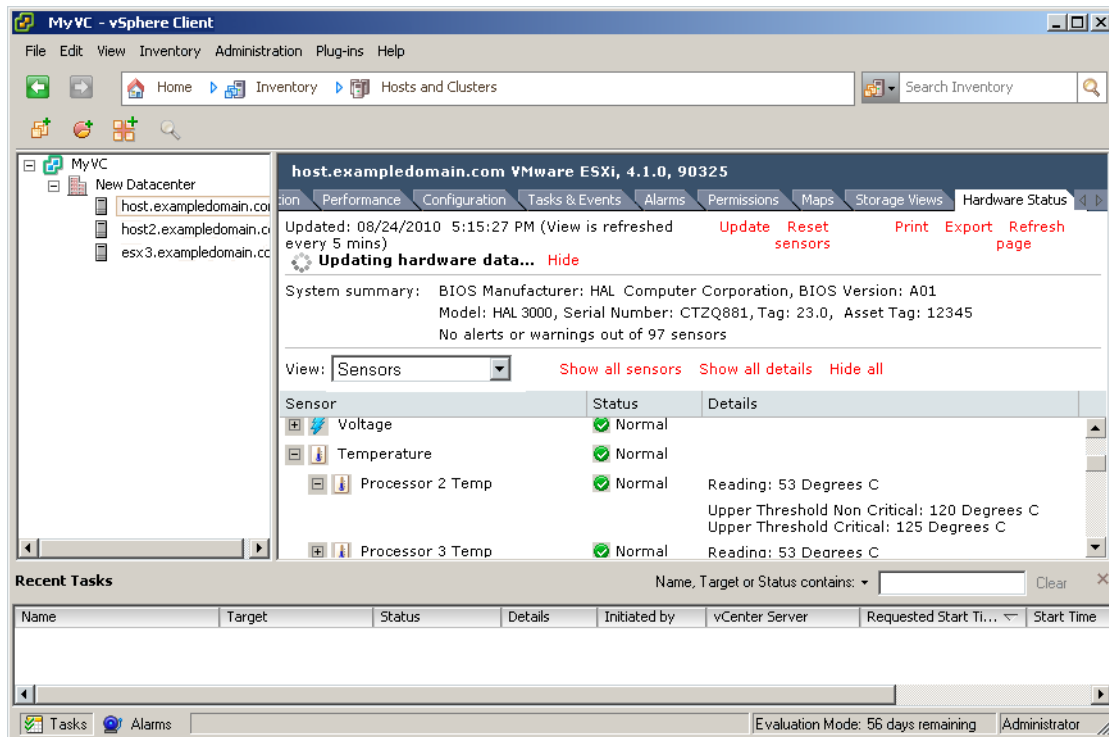 MyVC - vSphere Client
File Edit View Inventory Administration Plug-ins Help
Home Inventory Hosts and Clusters Search Inventory
MyVC
New Datacenter
host.exampledomain.com
host2.exampledomain.c
esx3.exampledomain.cc
host.exampledomain.com VMware ESXi, 4.1.0, 90325
tion Performance Configuration Tasks & Events Alarms Permissions Maps Storage Views Hardware Status
Updated: 08/24/2010 5:15:27 PM (View is refreshed
every 5 mins)
Update Reset
sensors
Print Export Refresh
page
Updating hardware data... Hide
System summary: BIOS Manufacturer: HAL Computer Corporation, BIOS Version: A01
Model: HAL 3000, Serial Number: CTZQ881, Tag: 23.0, Asset Tag: 12345
No alerts or warnings out of 97 sensors
View: Sensors Show all sensors Show all details Hide all
Sensor Status Details
Voltage Normal
Temperature Normal
Processor 2 Temp Normal Reading: 53 Degrees C
Upper Threshold Non Critical: 120 Degrees C
Upper Threshold Critical: 125 Degrees C
Processor 3 Temp Normal Reading: 53 Degrees C
Recent Tasks Name, Target or Status contains: Clear
Name Target Status Details Initiated by vCenter Server Requested Start Ti... Start Time
Tasks Alarms Evaluation Mode: 56 days remaining Administrator